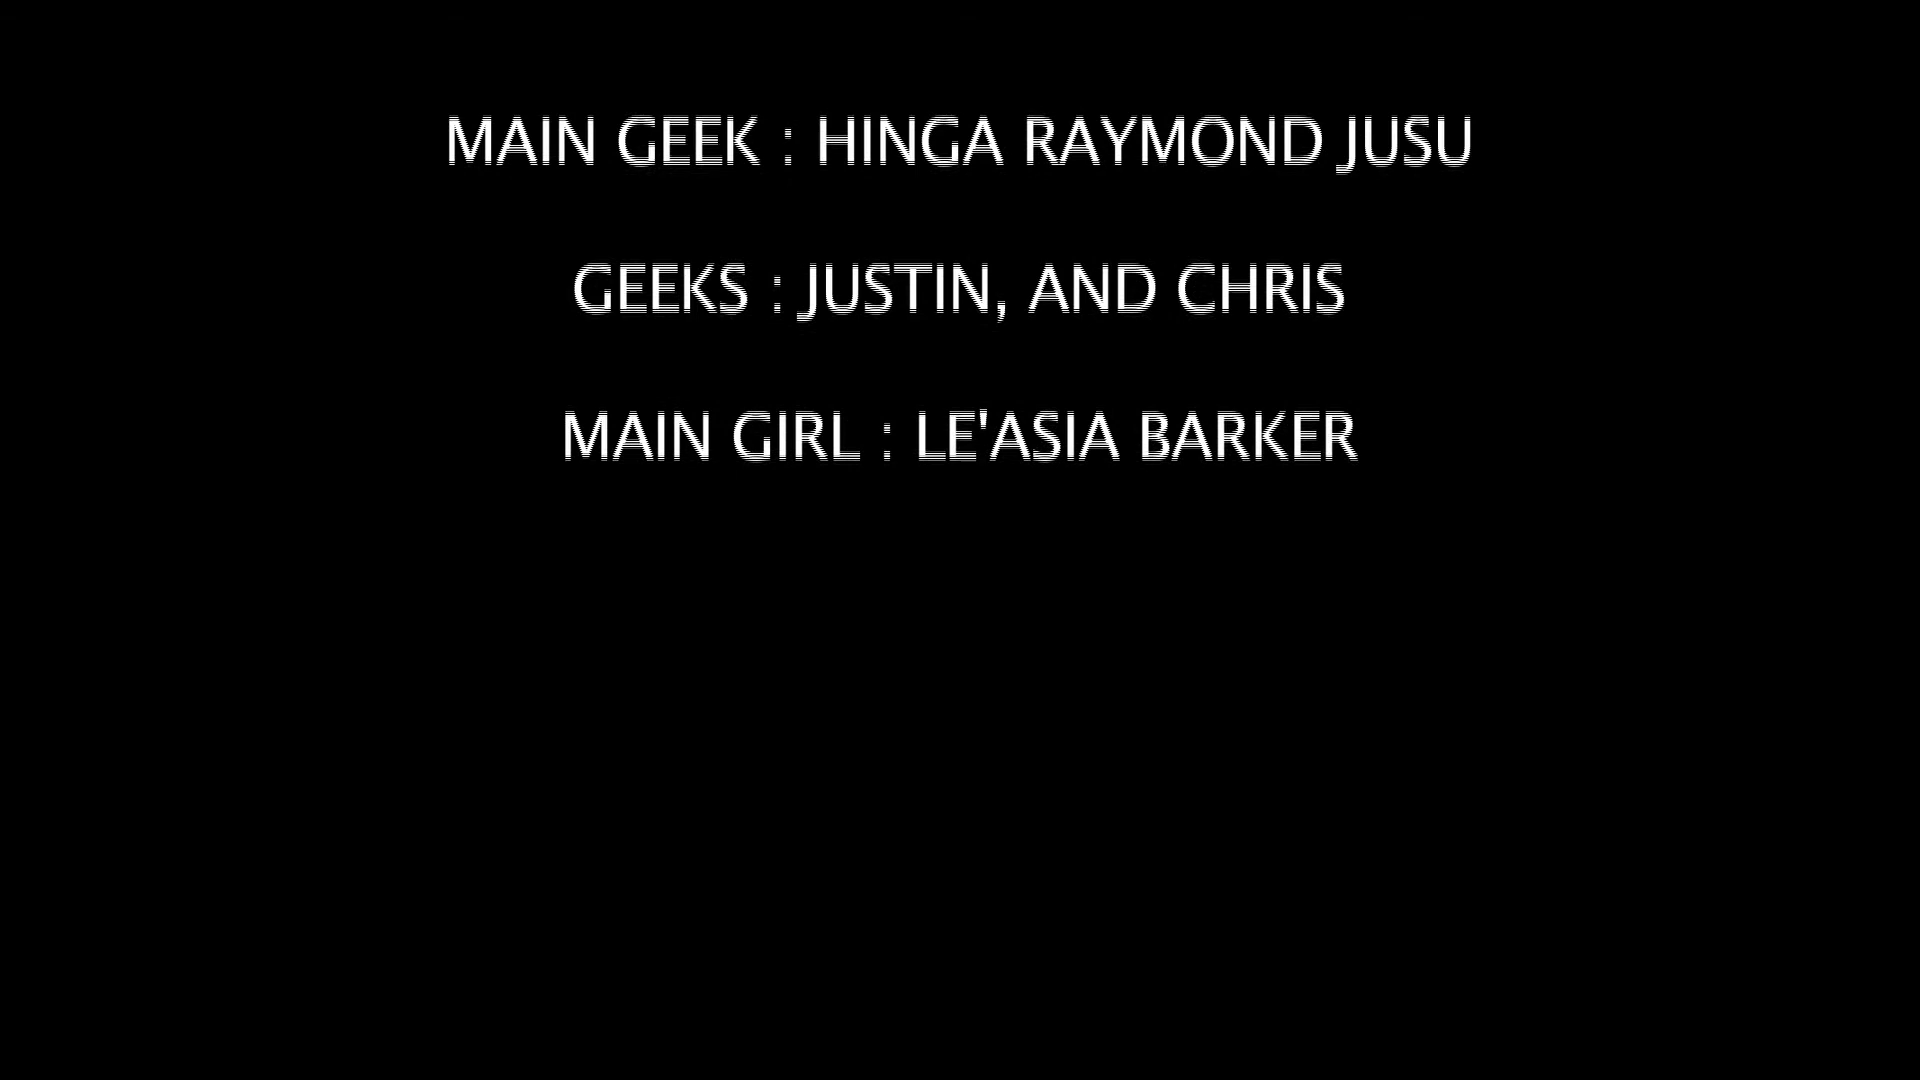 MAIN GEEK : HINGA RAYMOND JUSU
GEEKS : JUSTIN, AND CHRIS
MAIN GIRL : LE'ASIA BARKER